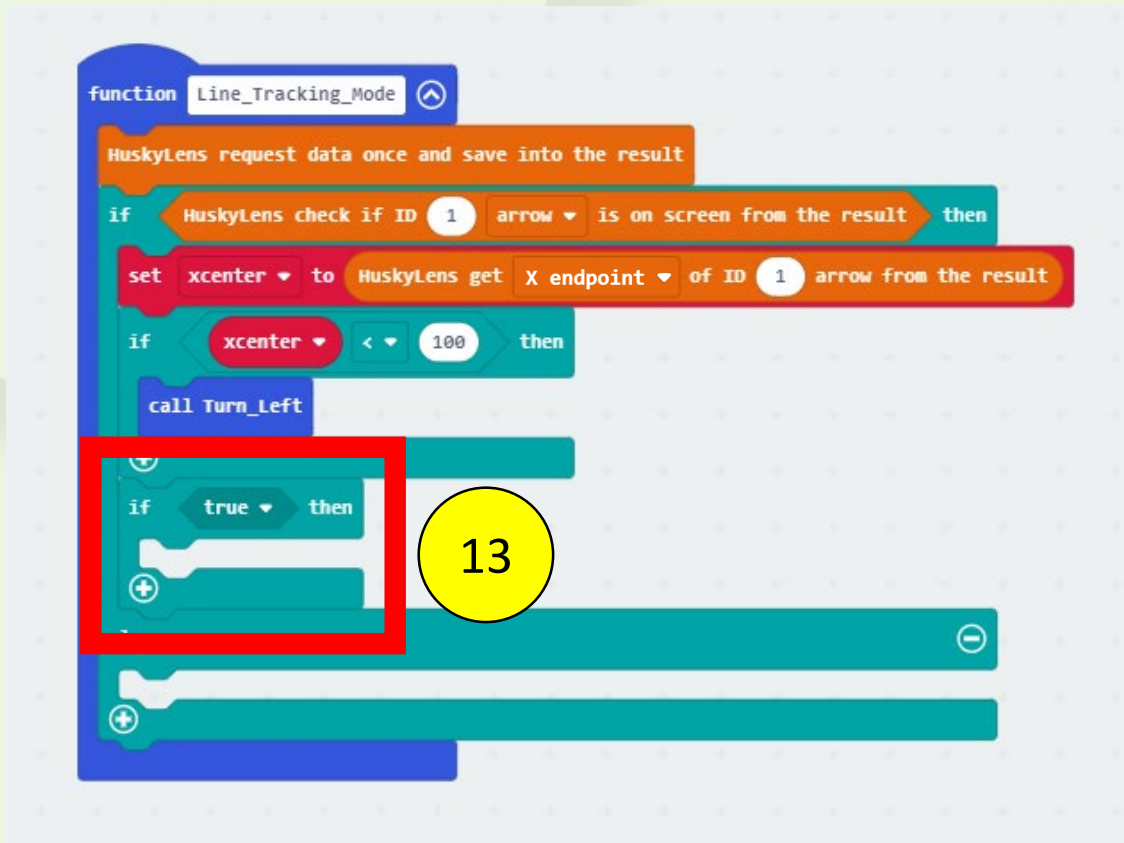 function Line_Tracking_Mode
HuskyLens request data once and save into the result
if HuskyLens check if ID 1 arrow is on screen from the result then
set xcenter to HuskyLens get X endpoint of ID 1 arrow from the result
if xcenter < 100 then
call Turn_Left
if true then
13